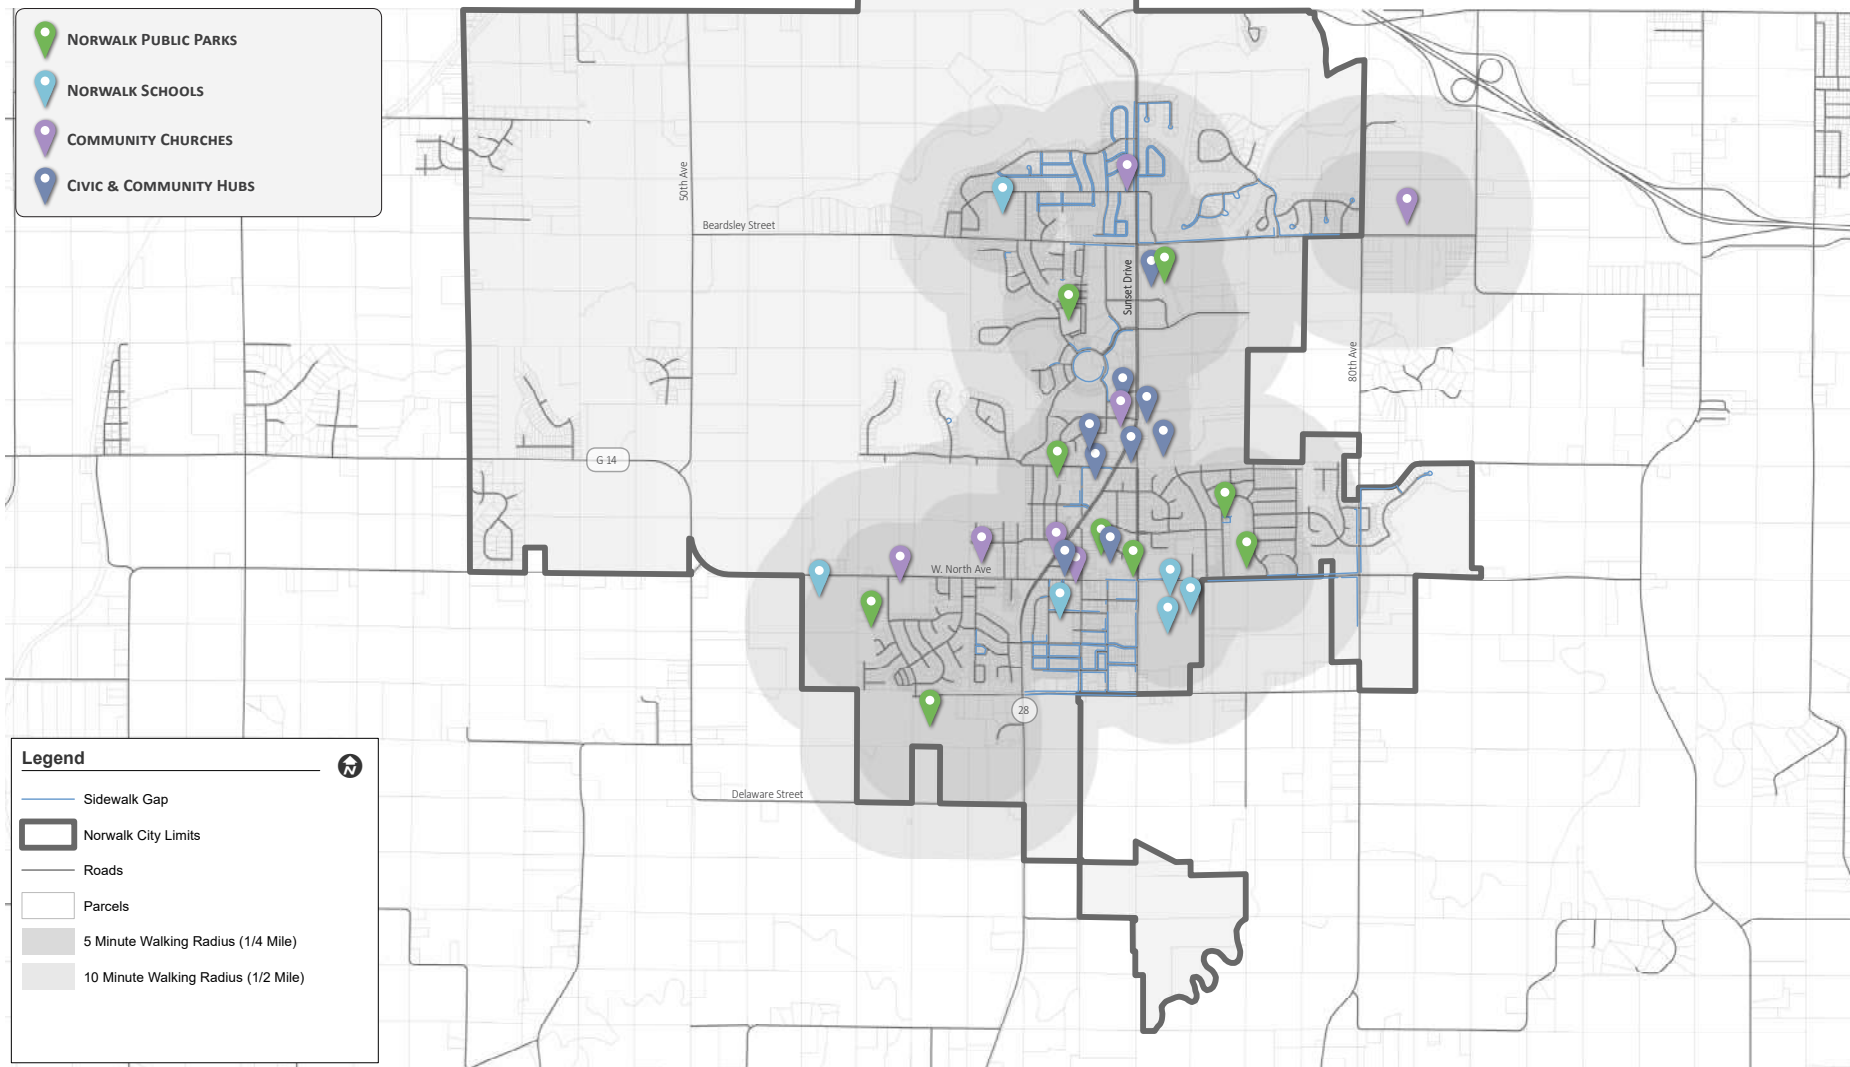 NORWALK PUBLIC PARKS
NORWALK SCHOOLS
COMMUNITY CHURCHES
CIVIC & COMMUNITY HUBS
50th Ave
Beardsley Street
Sunset Drive
80th Ave
G 14
W. North Ave
28
Delaware Street
Legend
N
Sidewalk Gap
Norwalk City Limits
Roads
Parcels
5 Minute Walking Radius (1/4 Mile)
10 Minute Walking Radius (1/2 Mile)